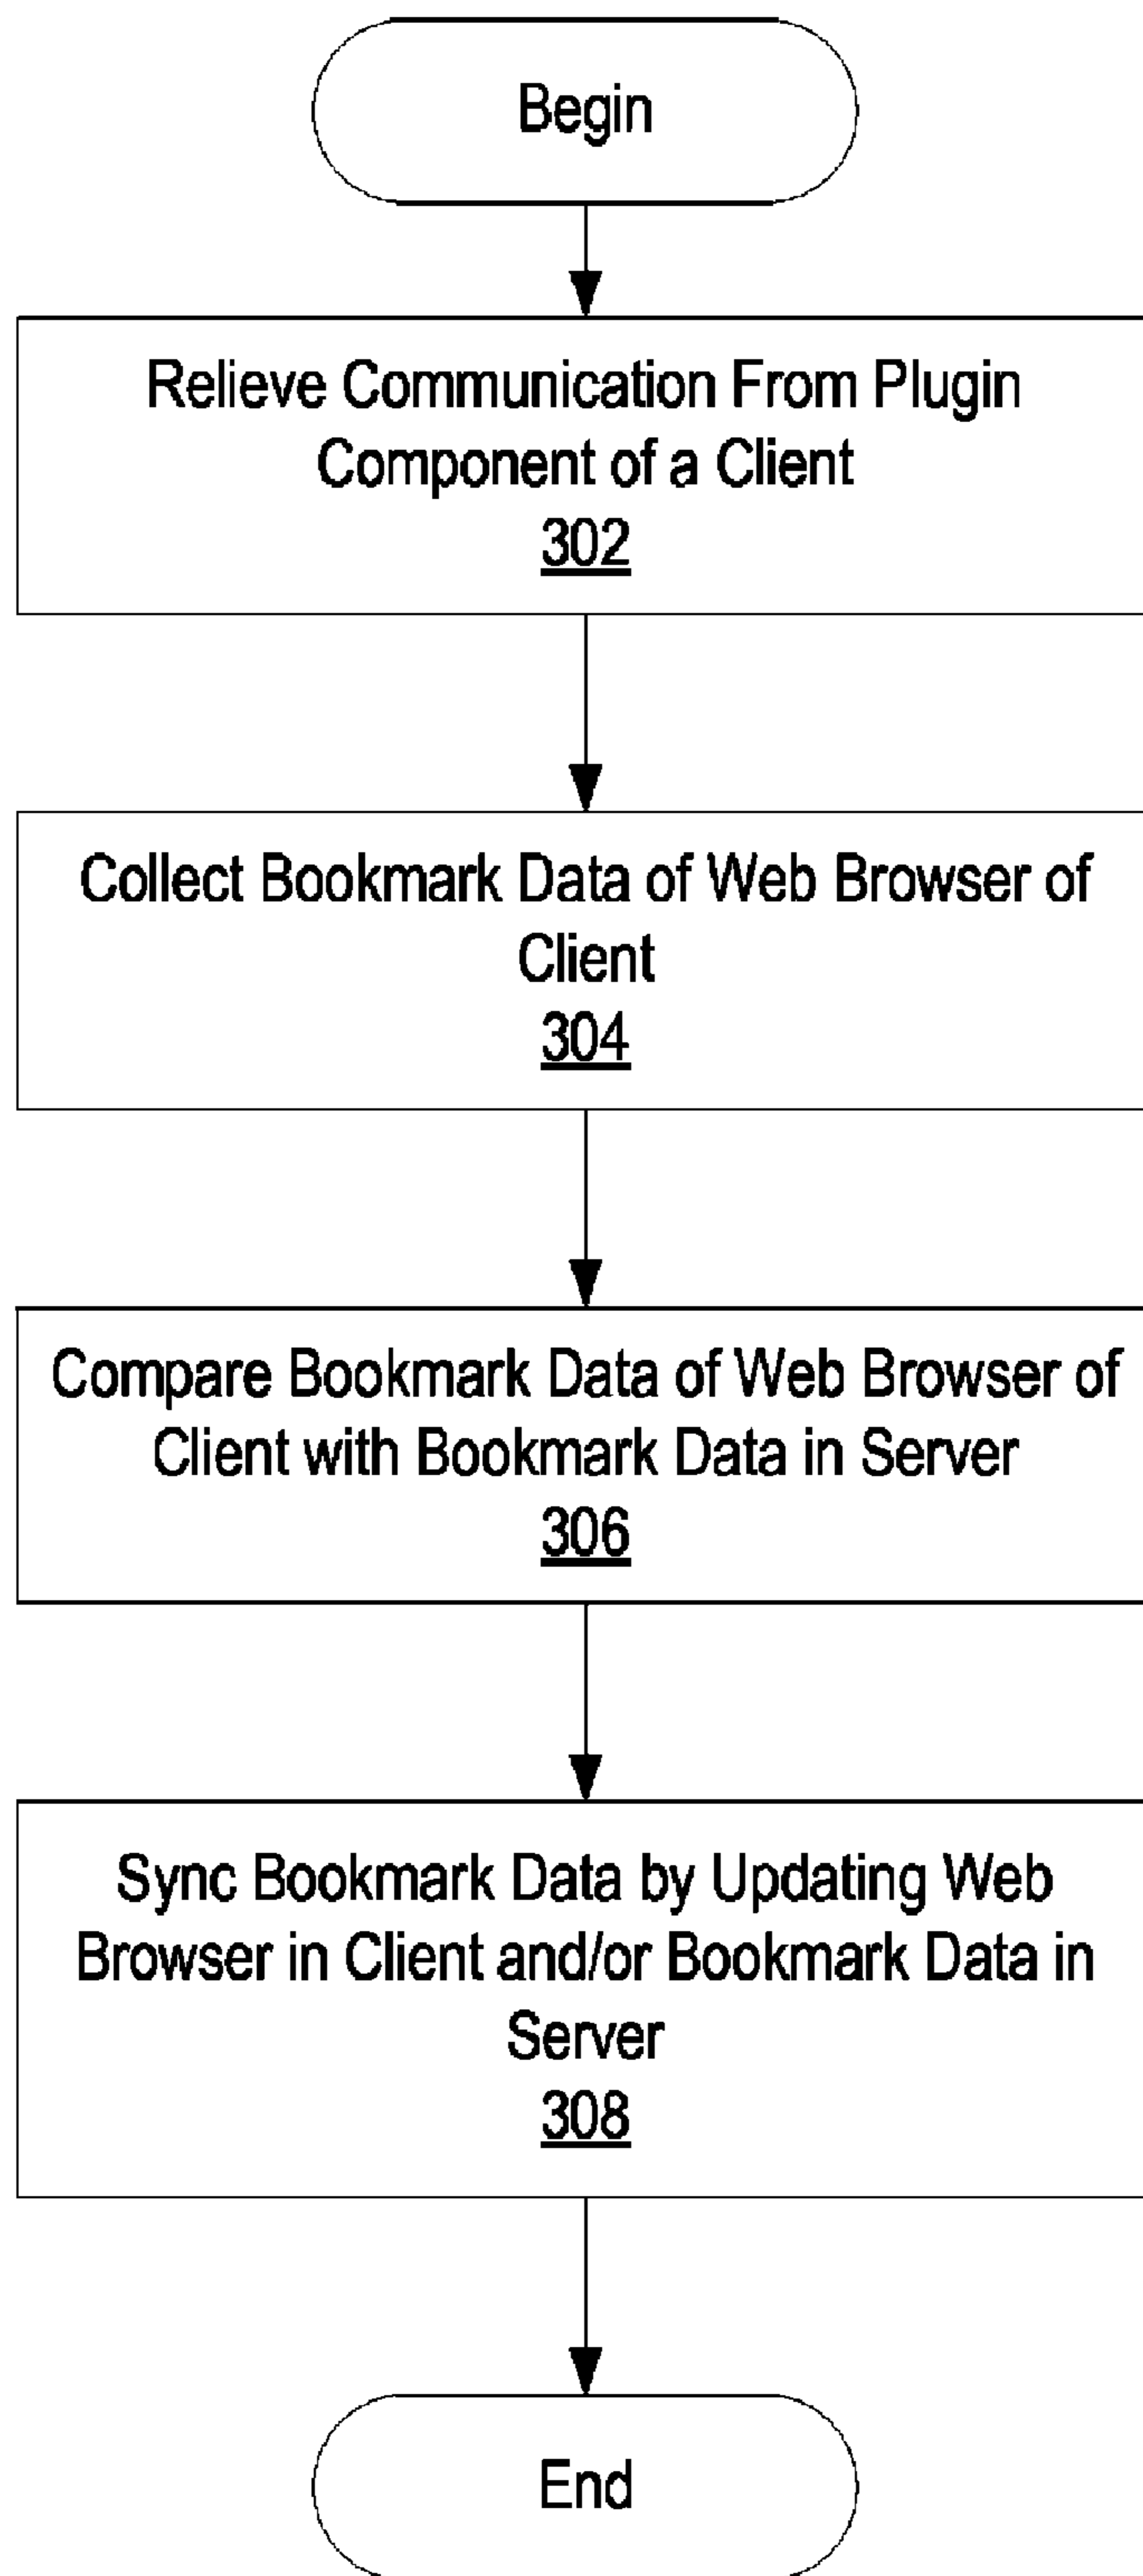 Begin
Relieve Communication From Plugin
Component of a Client
302
Collect Bookmark Data of Web Browser of
Client
304
Compare Bookmark Data of Web Browser of
Client with Bookmark Data in Server
306
Sync Bookmark Data by Updating Web
Browser in Client and/or Bookmark Data in
Server
308
End